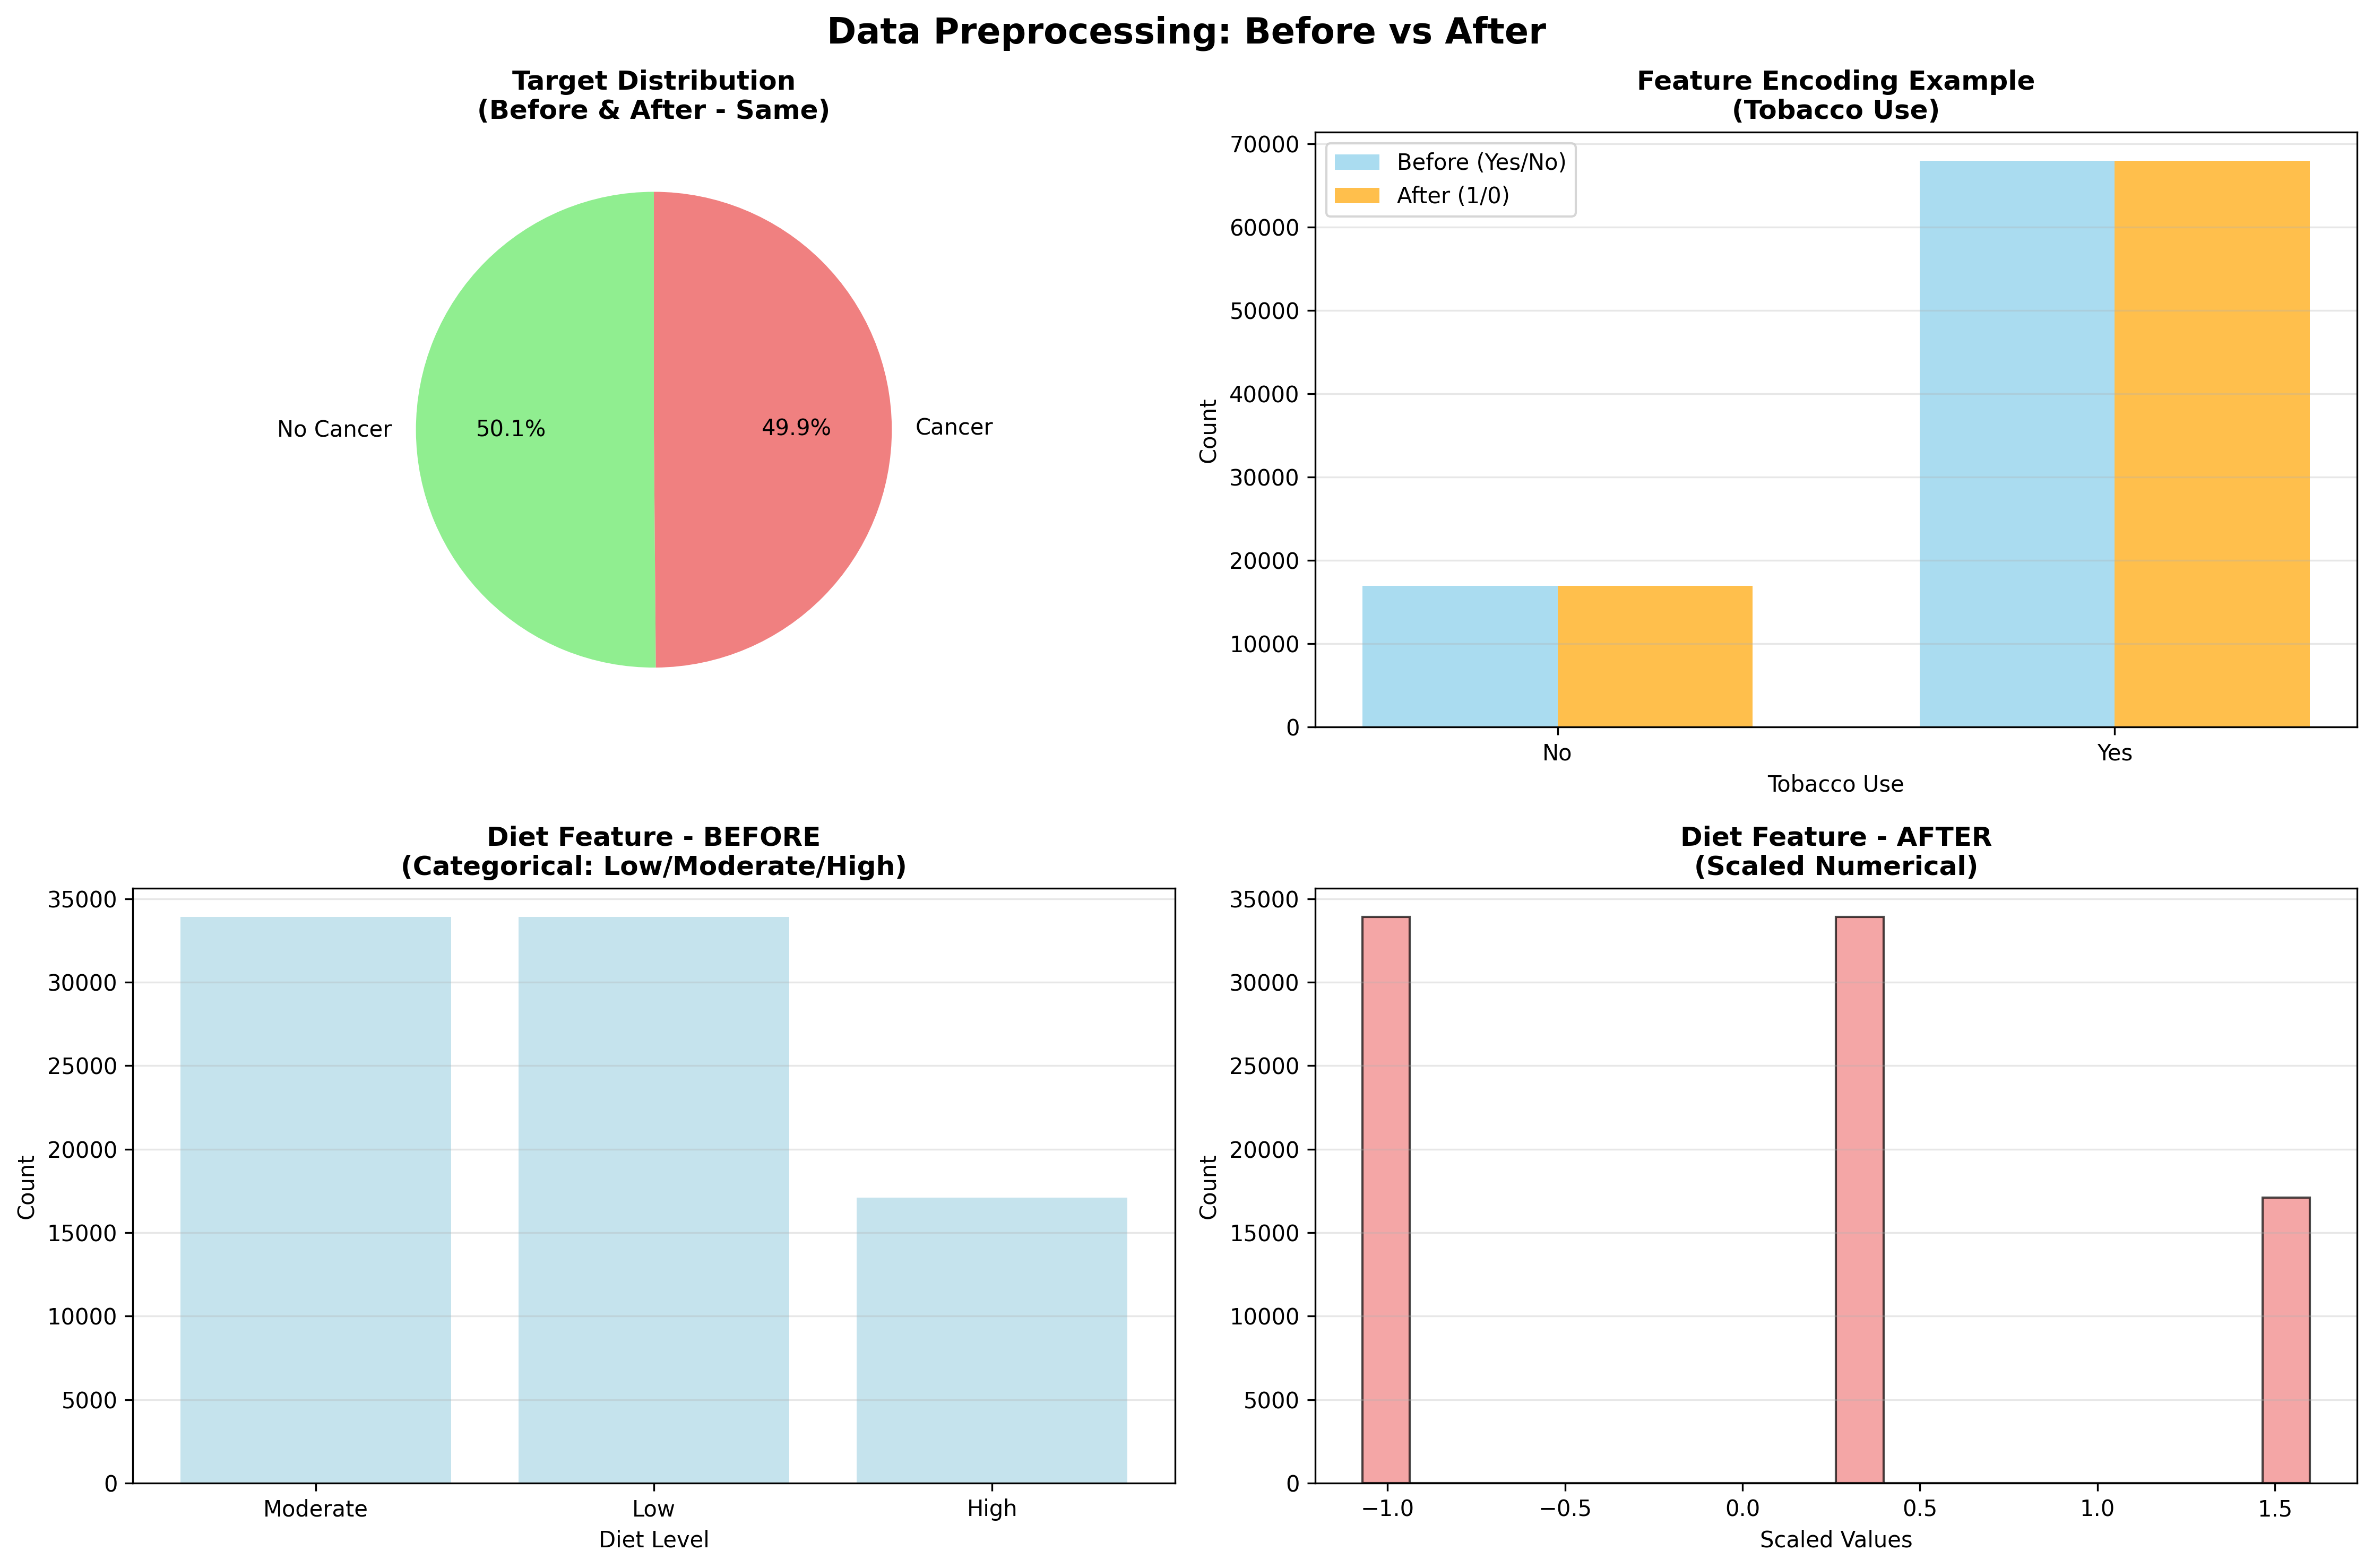 Data Preprocessing: Before vs After
Target Distribution
(Before & After - Same)
No Cancer
50.1%
49.9%
Cancer
Feature Encoding Example
(Tobacco Use)
Before (Yes/No)
After (1/0)
70000
60000
50000
40000
30000
20000
10000
0
Count
No
Yes
Tobacco Use
Diet Feature - BEFORE
(Categorical: Low/Moderate/High)
35000
30000
25000
20000
15000
10000
5000
0
Count
Moderate
Low
High
Diet Level
Diet Feature - AFTER
(Scaled Numerical)
35000
30000
25000
20000
15000
10000
5000
0
Count
−1.0
−0.5
0.0
0.5
1.0
1.5
Scaled Values